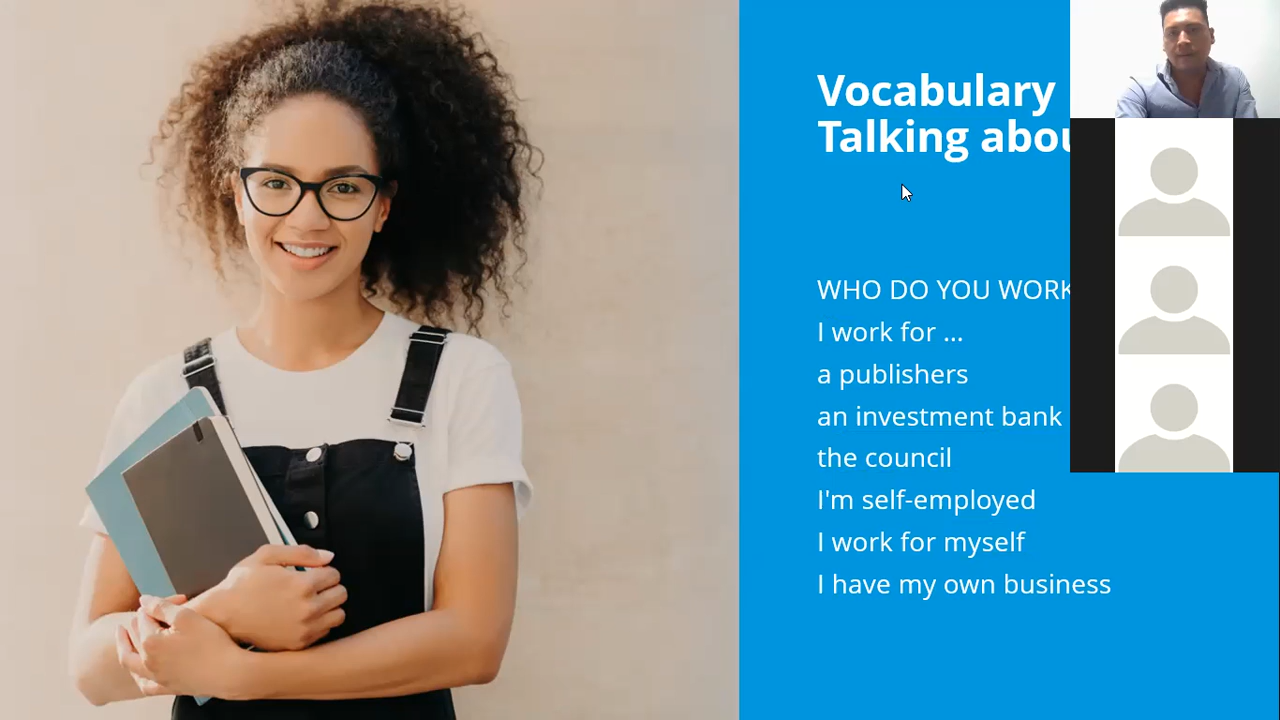 Vocabulary
Talking
WHO DO YOU WORK
I work for ...
a publishers
an investment bank
the council
I'm self-employed
I work for myself
I have my own business